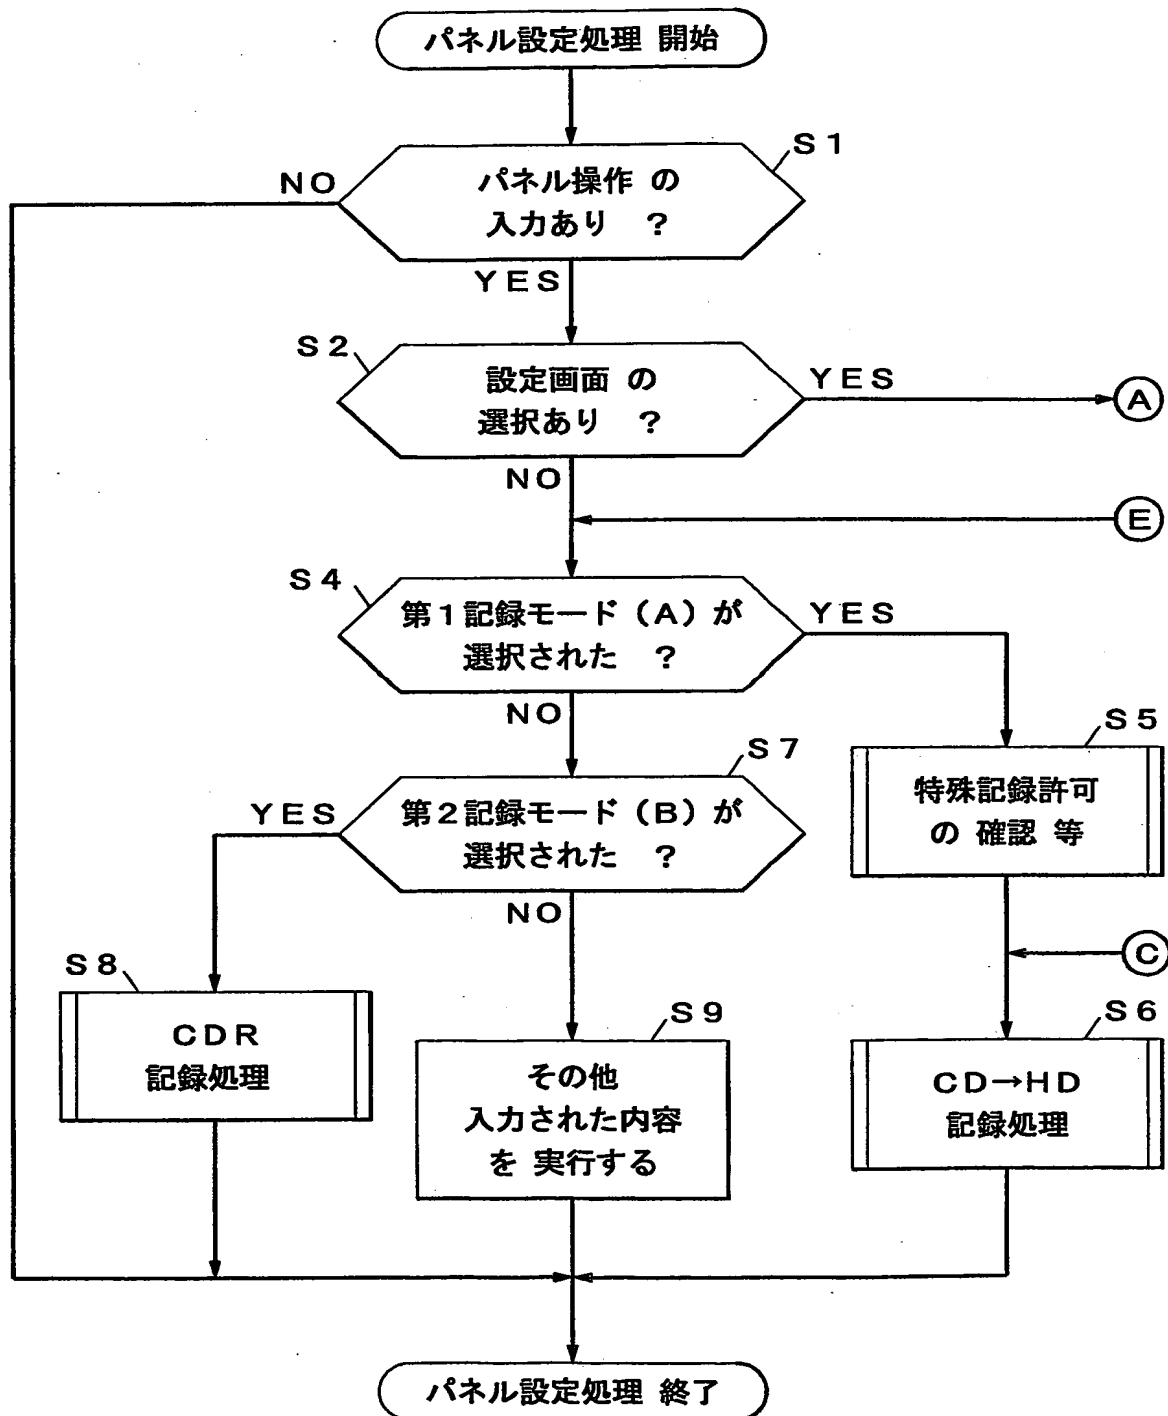 パネル設定処理 開始
S1
NO
パネル操作 の
入力あり ?
YES
S2
設定画面 の
選択あり ?
YES
A
NO
E
S4
第1記録モード(A)が
選択された ?
YES
NO
S5
特殊記録許可
の 確認 等
S7
YES
第2記録モード(B)が
選択された ?
NO
C
S8
CDR
記録処理
S9
その他
入力された内容
を 実行する
S6
CD→HD
記録処理
パネル設定処理 終了